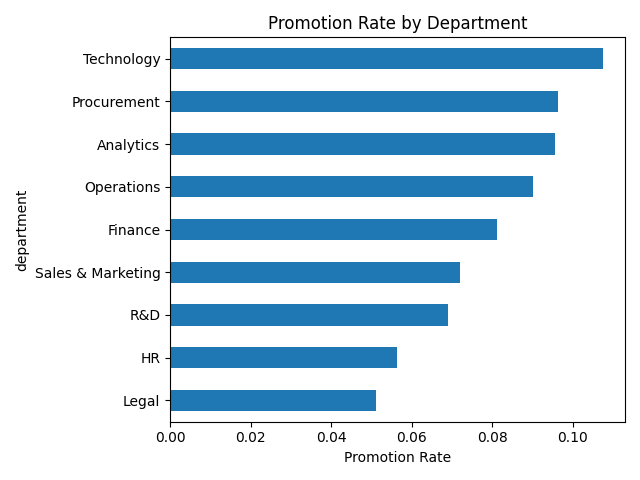 Promotion Rate by Department
department
Technology
Procurement
Analytics
Operations
Finance
Sales & Marketing
R&D
HR
Legal
0.00 0.02 0.04 0.06 0.08 0.10
Promotion Rate